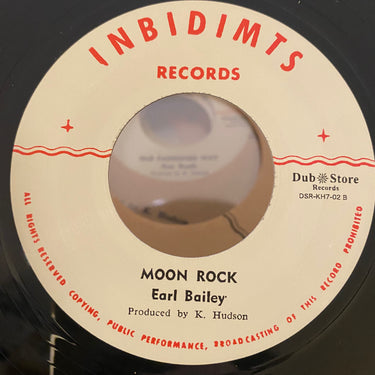 INBIDIMTS
RECORDS
Dub Store
Records
DSR-KH7-02 B
MOON ROCK
Earl Bailey
Produced by K. Hudson
ALL RIGHTS RESERVED COPYING, PUBLIC PERFORMANCE, BROADCASTING OF THIS RECORD PROHIBITED